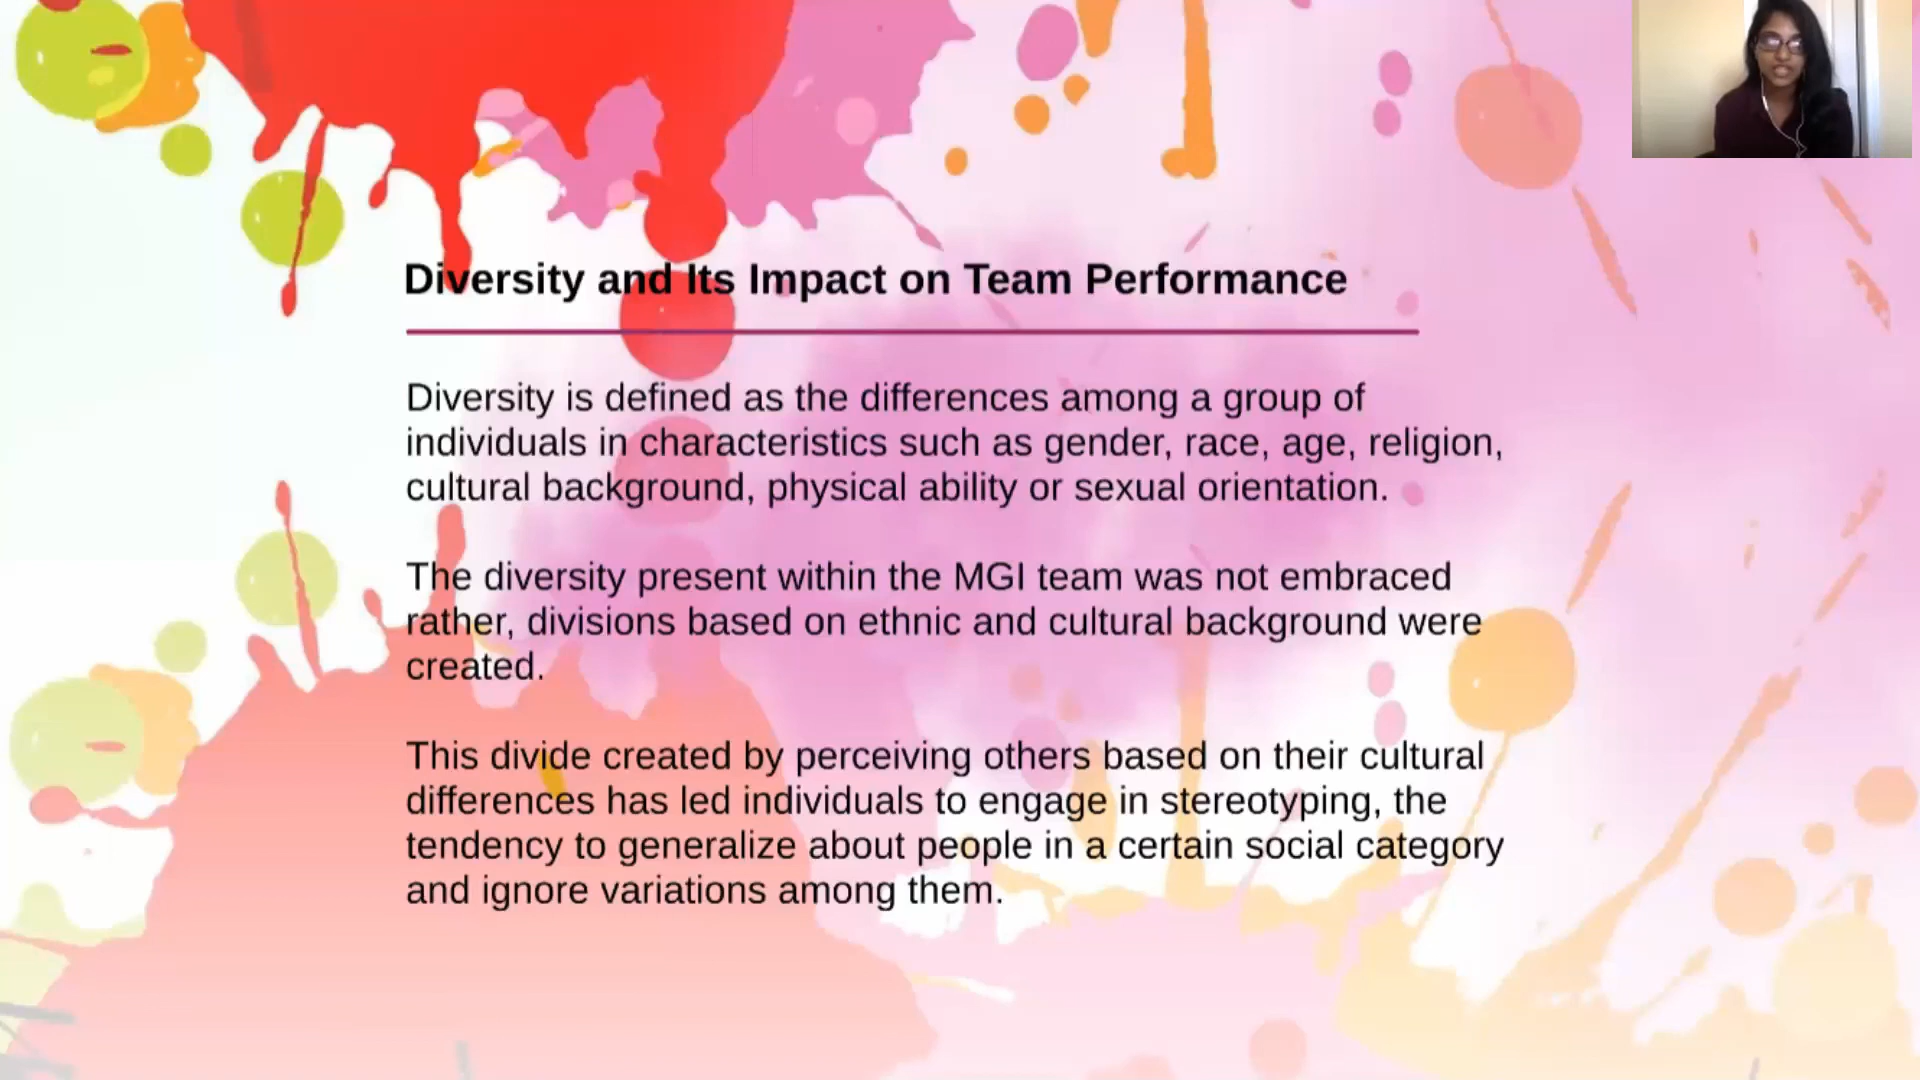 Diversity and Its Impact on Team Performance
Diversity is defined as the differences among a group of
individuals in characteristics such as gender, race, age, religion,
cultural background, physical ability or sexual orientation.
The diversity present within the MGI team was not embraced
rather, divisions based on ethnic and cultural background were
created.
This divide created by perceiving others based on their cultural
differences has led individuals to engage in stereotyping, the
tendency to generalize about people in a certain social category
and ignore variations among them.